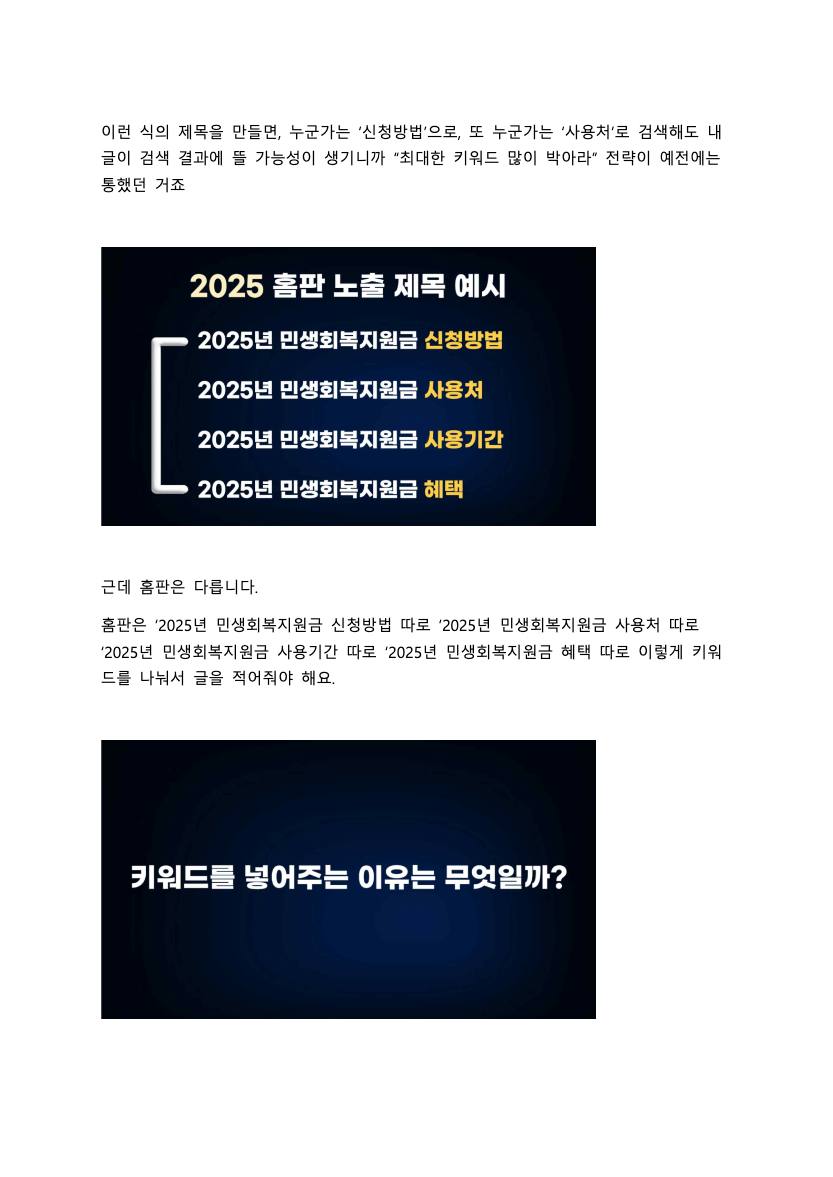 이런 식의 제목을 만들면, 누군가는 ‘신청방법’으로, 또 누군가는 ‘사용처’로 검색해도 내
글이 검색 결과에 뜰 가능성이 생기니까 “최대한 키워드 많이 박아라” 전략이 예전에는
통했던 거죠
2025 홈판 노출 제목 예시
2025년 민생회복지원금 신청방법
2025년 민생회복지원금 사용처
2025년 민생회복지원금 사용기간
2025년 민생회복지원금 혜택
근데 홈판은 다릅니다.
홈판은 ‘2025년 민생회복지원금 신청방법 따로 ‘2025년 민생회복지원금 사용처 따로
‘2025년 민생회복지원금 사용기간 따로 ‘2025년 민생회복지원금 혜택 따로 이렇게 키워
드를 나눠서 글을 적어줘야 해요.
키워드를 넣어주는 이유는 무엇일까?